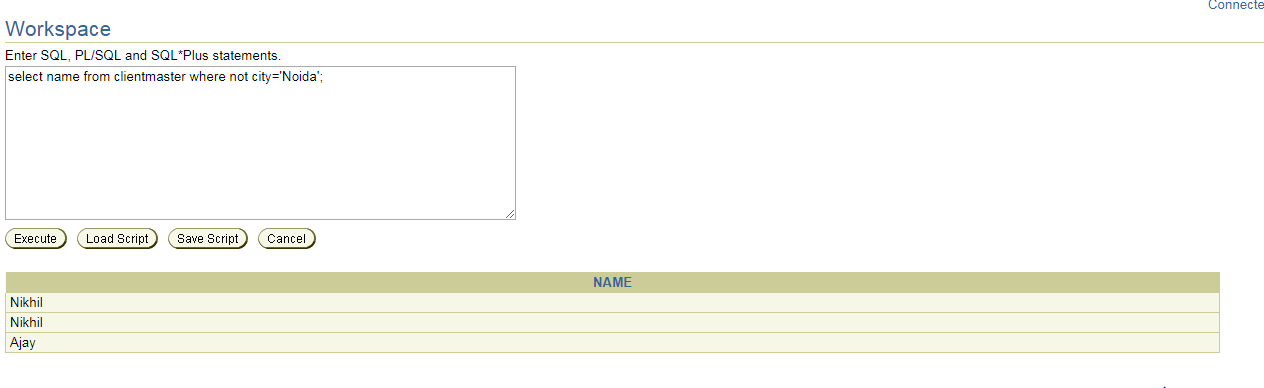 Connecte
Workspace
Enter SQL, PL/SQL and SQL*Plus statements.
select name from clientmaster where not city='Noida';
Execute Load Script Save Script Cancel
NAME
Nikhil
Nikhil
Ajay